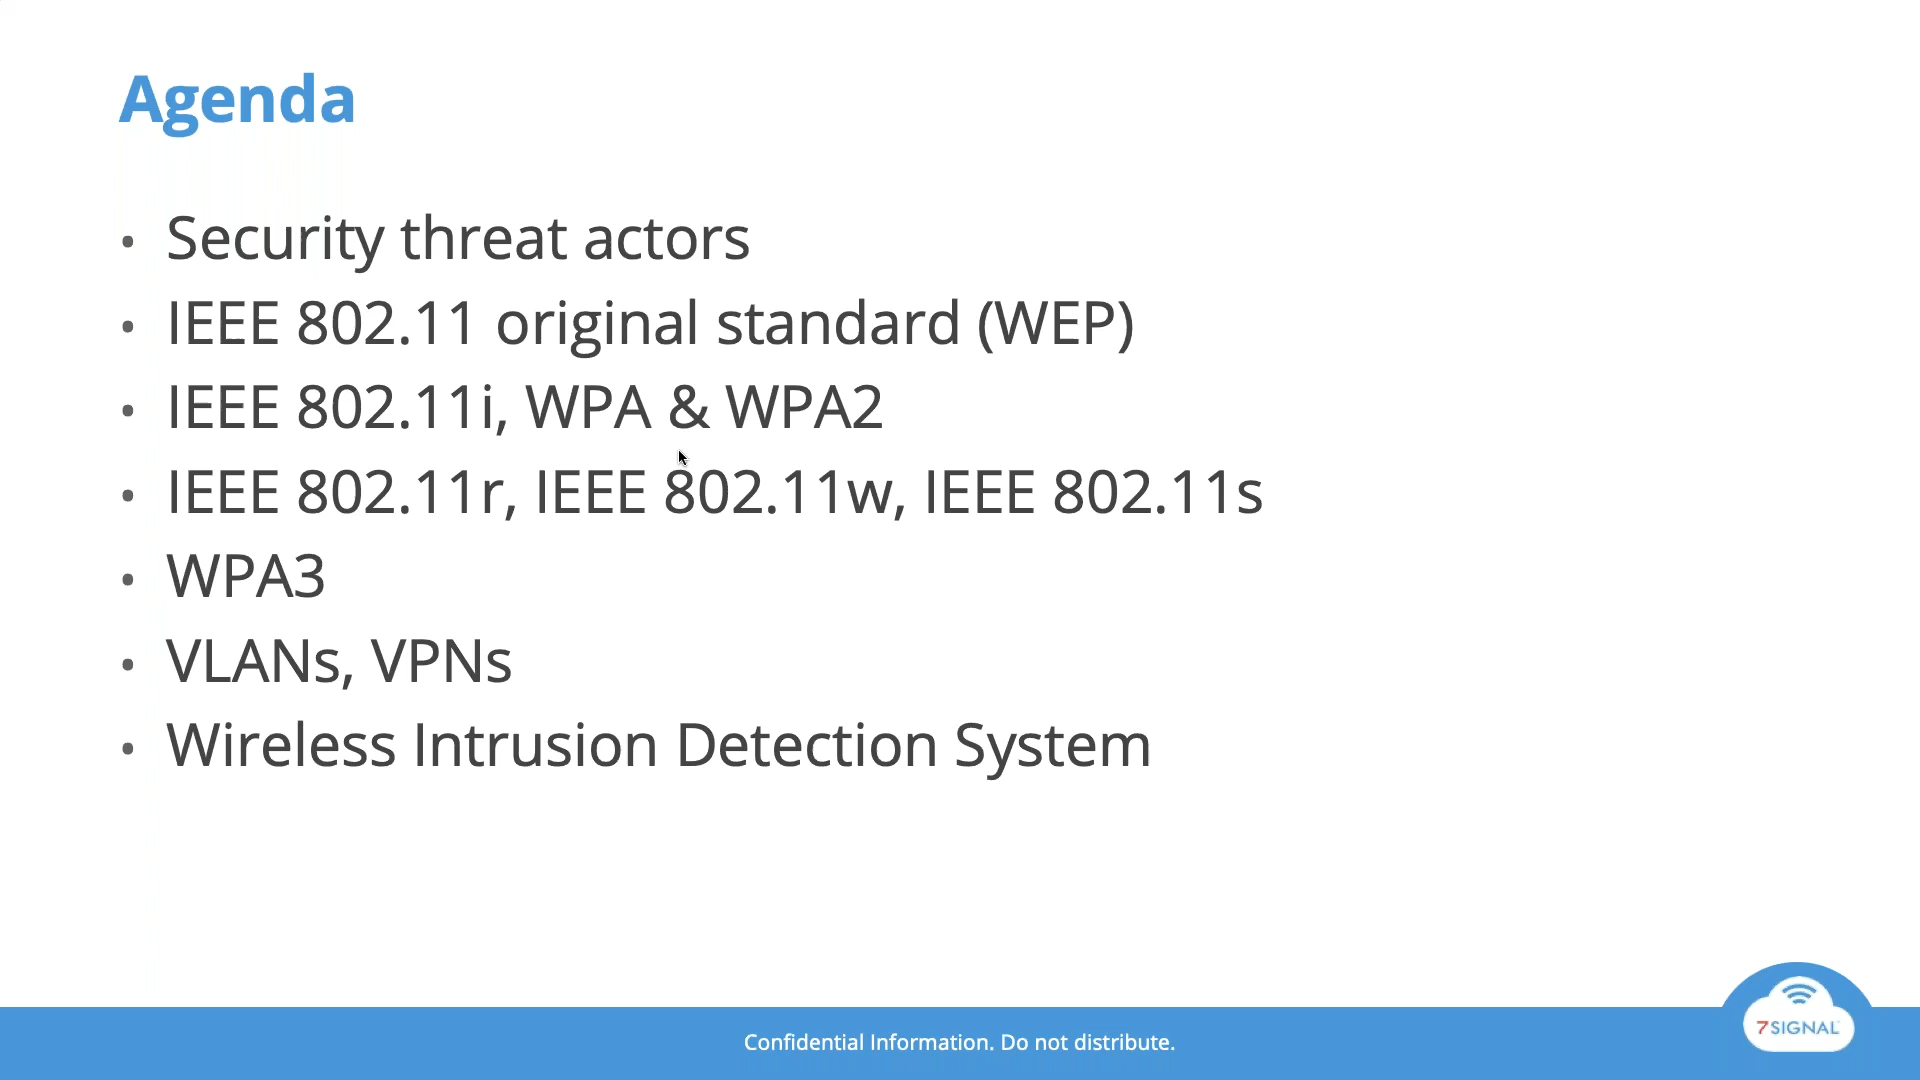 Agenda
• Security threat actors
• IEEE 802.11 original standard (WEP)
• IEEE 802.11i, WPA & WPA2
• IEEE 802.11r, IEEE 802.11w, IEEE 802.11s
• WPA3
• VLANs, VPNs
• Wireless Intrusion Detection System
7SIGNAL
Confidential Information. Do not distribute.